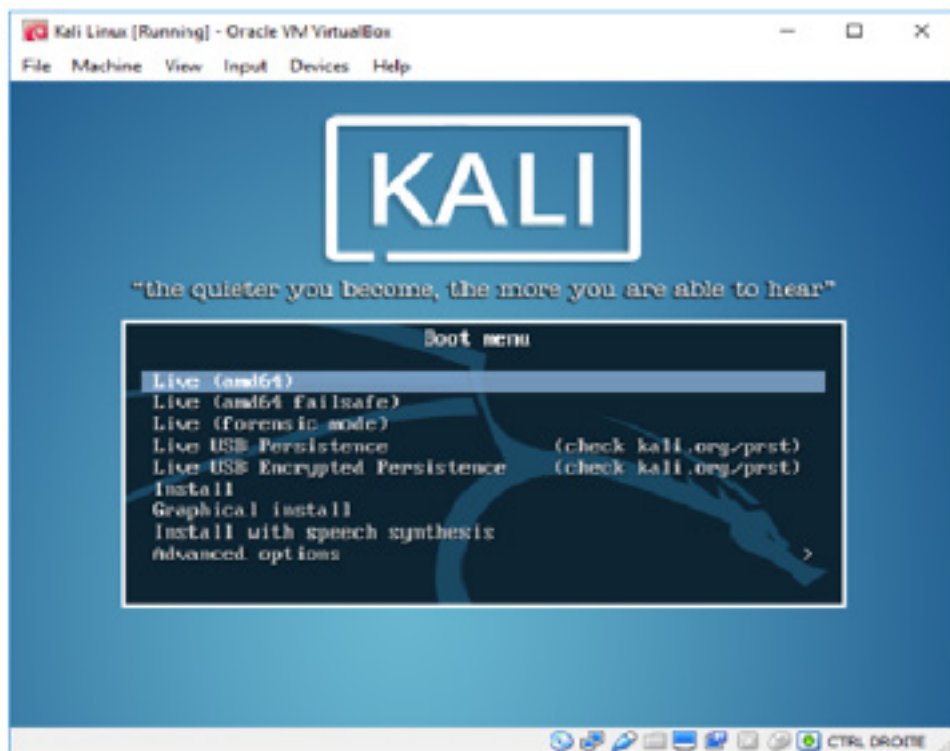 Kali Linux [Running] - Oracle VM VirtualBox
File Machine View Input Devices Help
KALI
“the quieter you become, the more you are able to hear”
Boot menu
Live (amd64)
Live (amd64 failsafe)
Live (forensic mode)
Live USB Persistence (check kali.org/prst)
Live USB Encrypted Persistence (check kali.org/prst)
Install
Graphical install
Install with speech synthesis
Advanced options >
CTRL DROITE